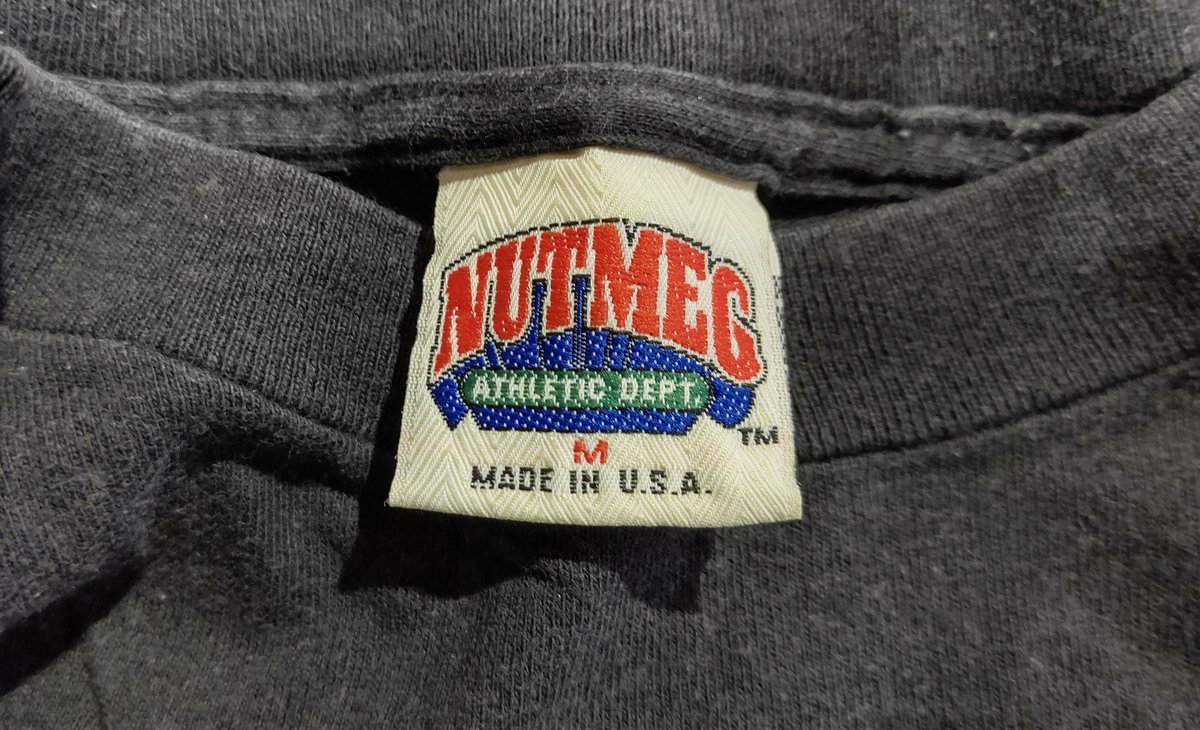 NUTMEG
ATHLETIC DEPT.
TM
M
MADE IN U.S.A.